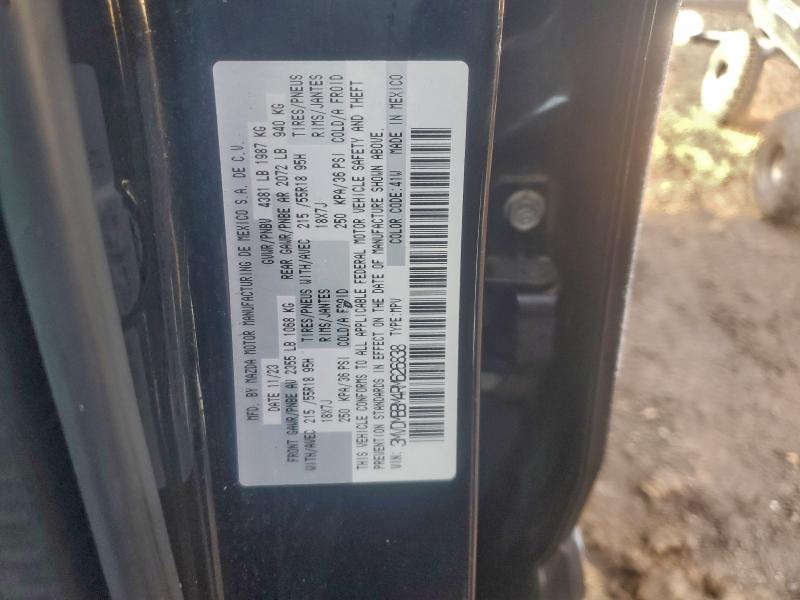 MFD. BY MAZDA MOTOR MANUFACTURING DE MEXICO S.A. DE C.V.
DATE 11/23 GVWR/PNBV 4381 LB 1987 KG
FRONT GAWR/PNBE AV 2355 LB 1068 KG REAR GAWR/PNBE AR 2072 LB 940 KG
WITH/AVEC 215 /55R18 95H TIRES/PNEUS WITH/AVEC 215 /55R18 95H TIRES/PNEUS
18X7J RIMS/JANTES 18X7J RIMS/JANTES
250 KPA/36 PSI COLD/A FROID 250 KPA/36 PSI COLD/A FROID
THIS VEHICLE CONFORMS TO ALL APPLICABLE FEDERAL MOTOR VEHICLE SAFETY AND THEFT
PREVENTION STANDARDS IN EFFECT ON THE DATE OF MANUFACTURE SHOWN ABOVE.
VIN: TYPE:MPV COLOR CODE:41W MADE IN MEXICO